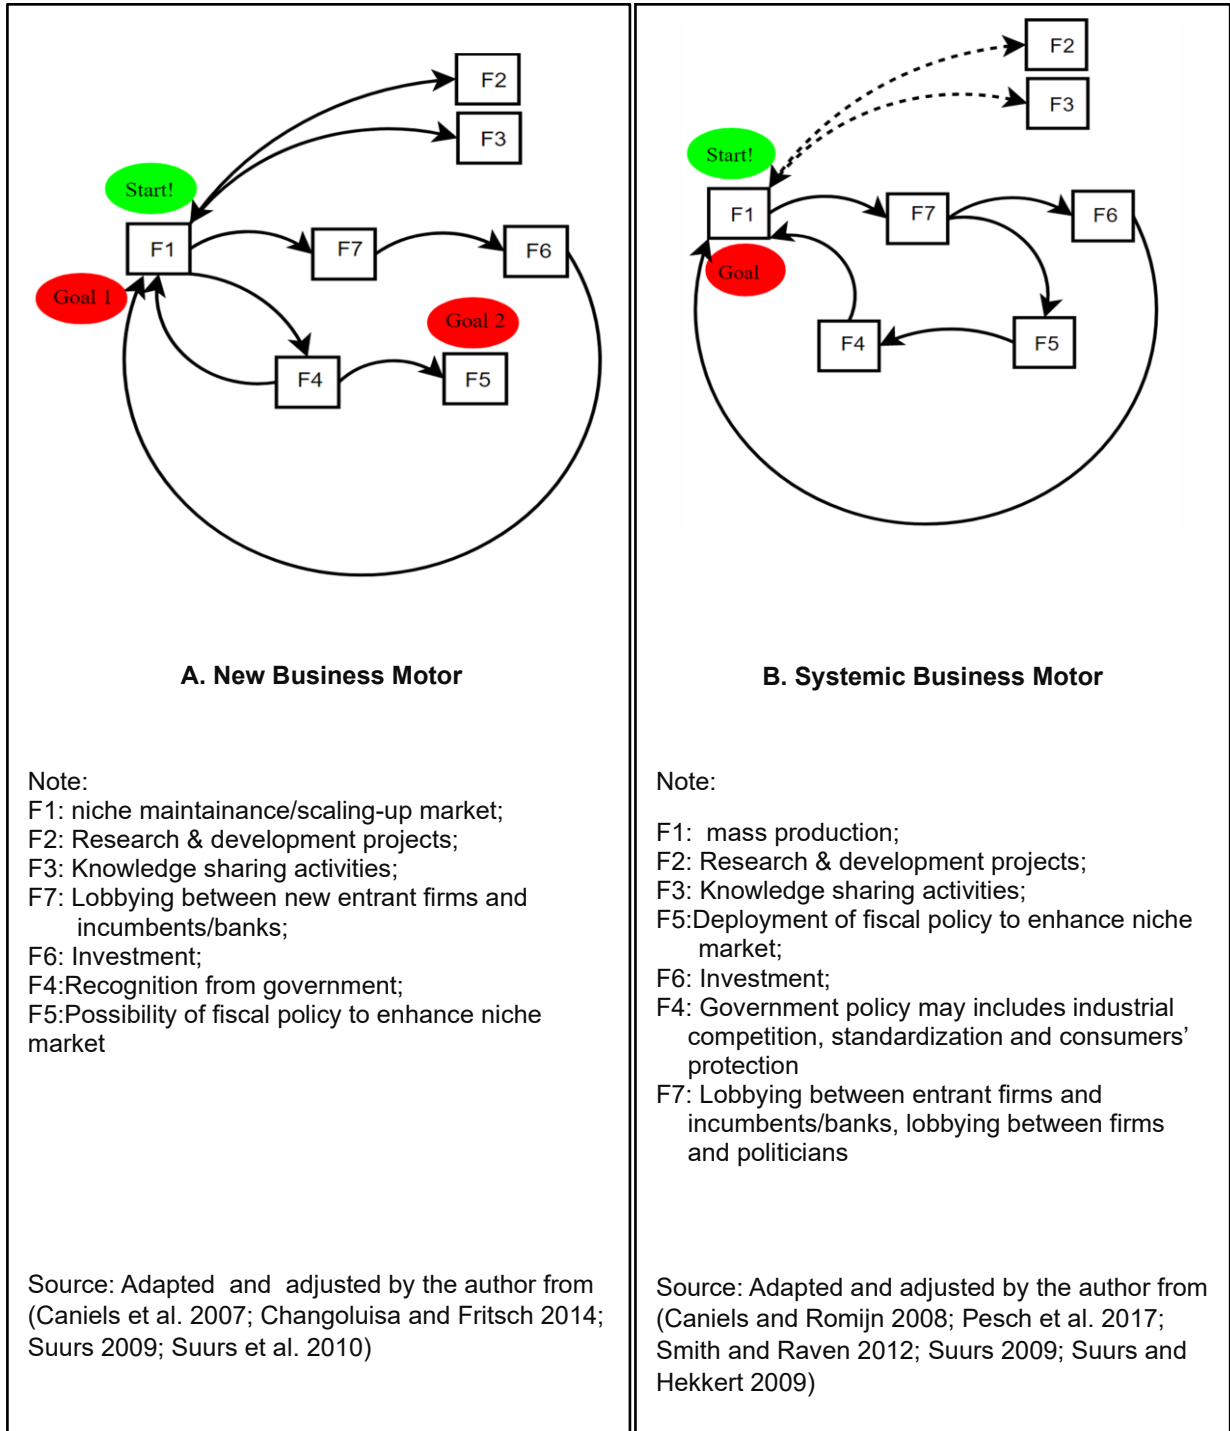 F2
F3
Start!
F1
F7
F6
Goal 1
Goal 2
F4
F5
A. New Business Motor
Note:
F1: niche maintainance/scaling-up market;
F2: Research & development projects;
F3: Knowledge sharing activities;
F7: Lobbying between new entrant firms and
incumbents/banks;
F6: Investment;
F4:Recognition from government;
F5:Possibility of fiscal policy to enhance niche
market
Source: Adapted and adjusted by the author from
(Caniels et al. 2007; Changoluisa and Fritsch 2014;
Suurs 2009; Suurs et al. 2010)
F2
F3
Start!
F1
F7
F6
Goal
F4
F5
B. Systemic Business Motor
Note:
F1: mass production;
F2: Research & development projects;
F3: Knowledge sharing activities;
F5:Deployment of fiscal policy to enhance niche
market;
F6: Investment;
F4: Government policy may includes industrial
competition, standardization and consumers’
protection
F7: Lobbying between entrant firms and
incumbents/banks, lobbying between firms
and politicians
Source: Adapted and adjusted by the author from
(Caniels and Romijn 2008; Pesch et al. 2017;
Smith and Raven 2012; Suurs 2009; Suurs and
Hekkert 2009)